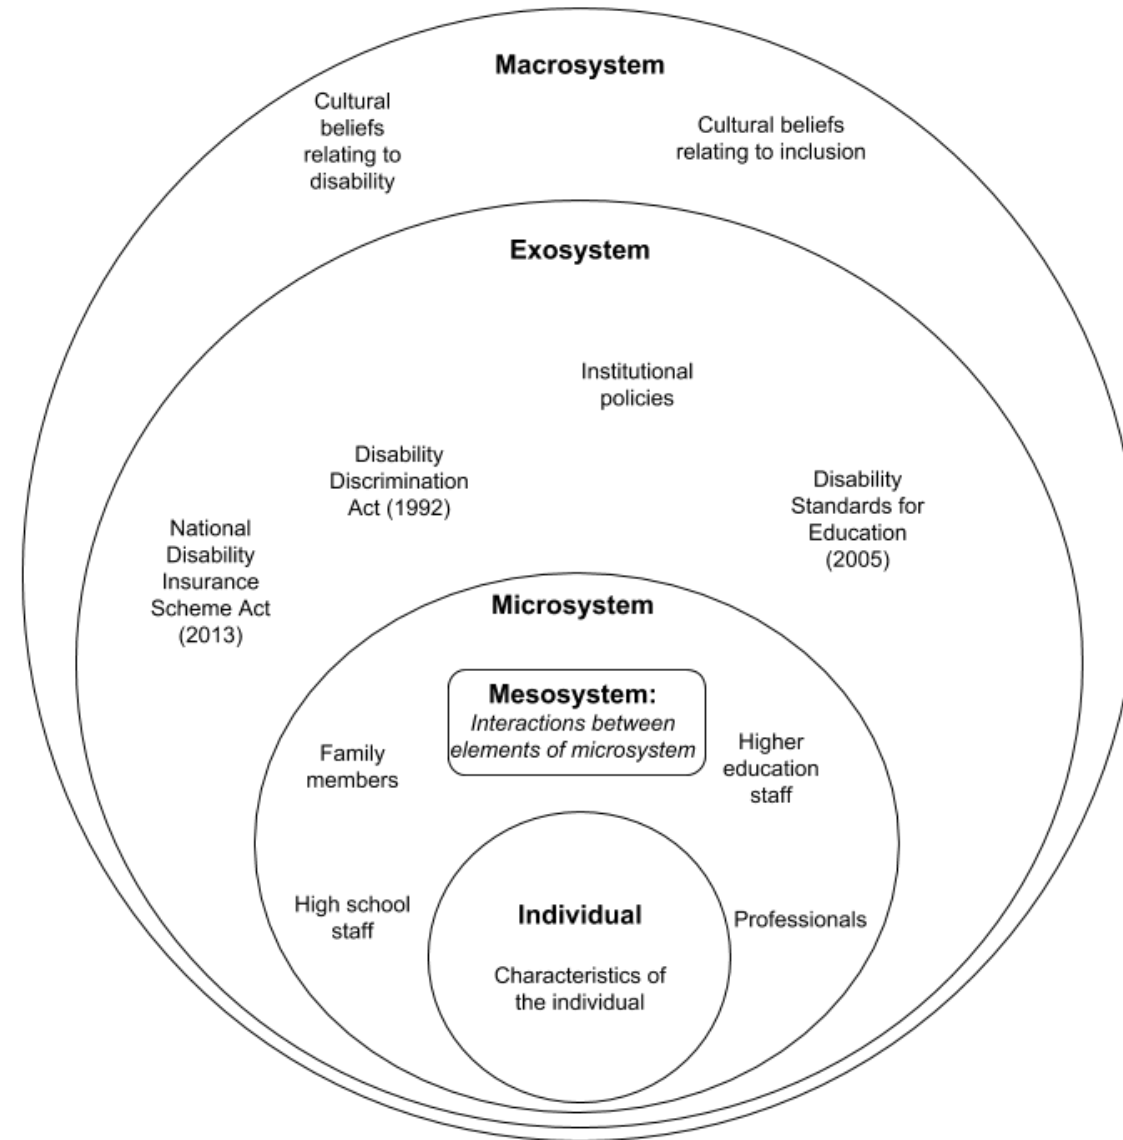 Macrosystem
Cultural
beliefs
relating to
disability
Cultural beliefs
relating to inclusion
Exosystem
Institutional
policies
Disability
Discrimination
Act (1992)
Disability
Standards for
Education
(2005)
National
Disability
Insurance
Scheme Act
(2013)
Microsystem
Mesosystem:
Interactions between
elements of microsystem
Family
members
Higher
education
staff
High school
staff
Individual
Characteristics of
the individual
Professionals